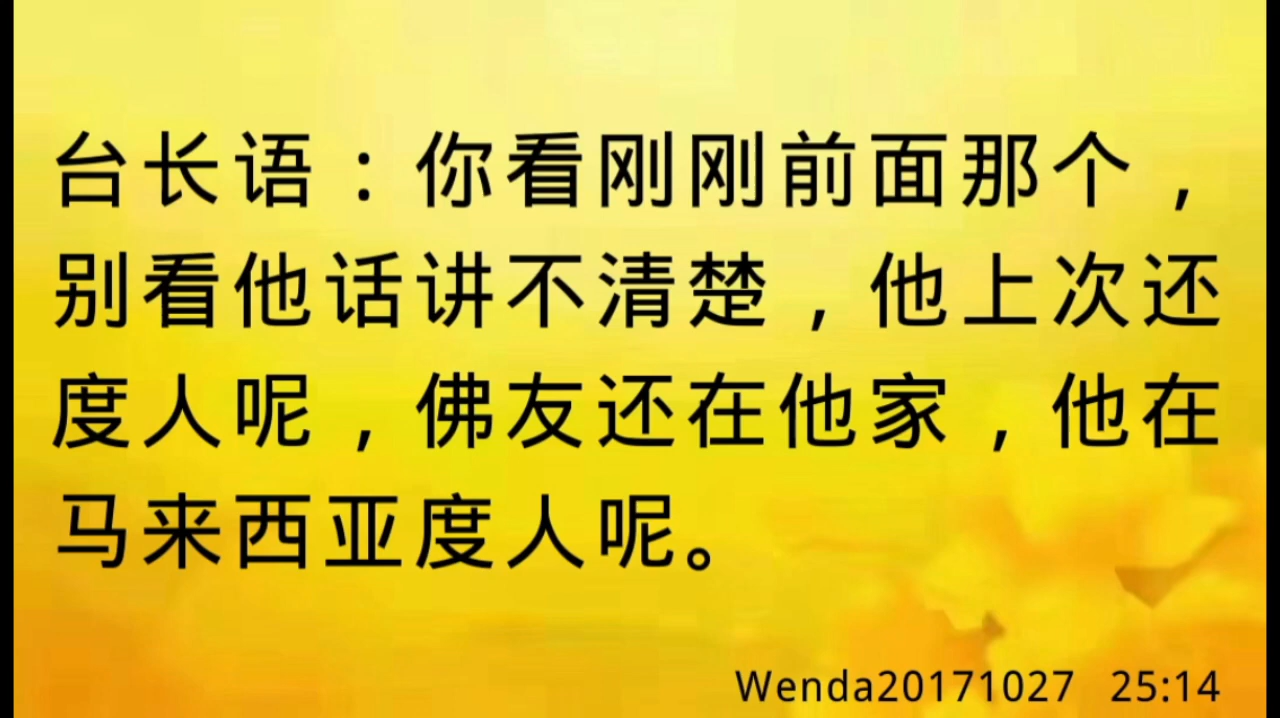 台长语：你看刚刚前面那个，
别看他话讲不清楚，他上次还
度人呢，佛友还在他家，他在
马来西亚度人呢。
Wenda20171027 25:14